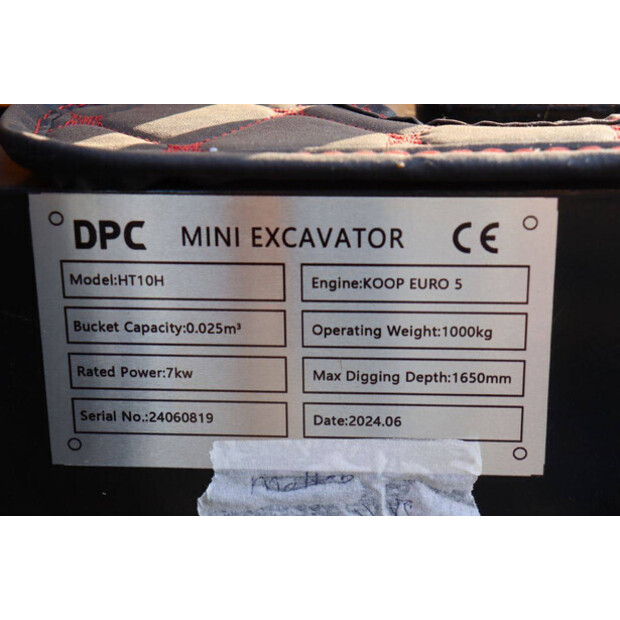 DPC MINI EXCAVATOR CE
Model:HT10H
Engine:KOOP EURO 5
Bucket Capacity:0.025m³
Operating Weight:1000kg
Rated Power:7kw
Max Digging Depth:1650mm
Serial No.:24060819
Date:2024.06